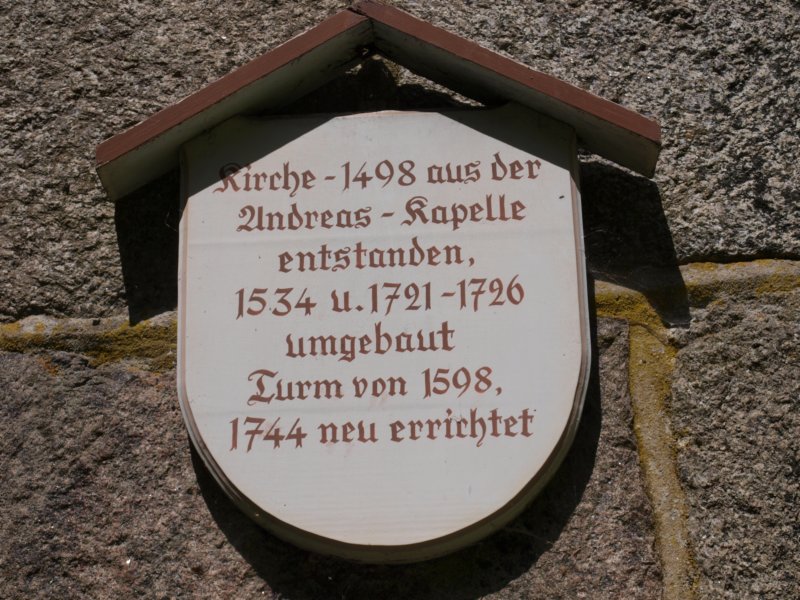 Kirche - 1498 aus der
Andreas - Kapelle
entstanden,
1534 u. 1721 - 1726
umgebaut
Turm von 1598,
1744 neu errichtet